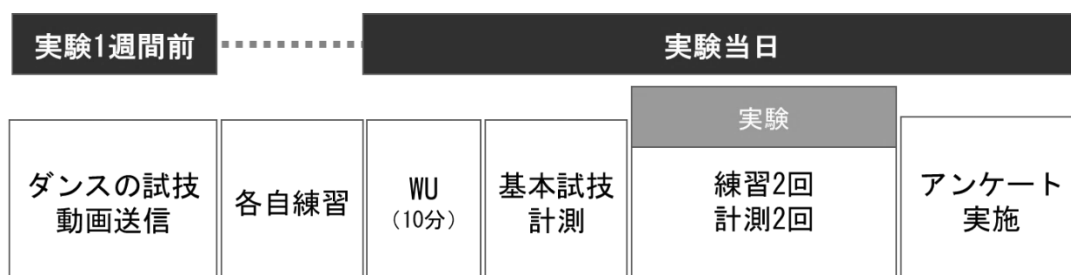 実験1週間前
実験当日
ダンスの試技
動画送信
各自練習
WU
（10分）
基本試技
計測
実験
練習2回
計測2回
アンケート
実施